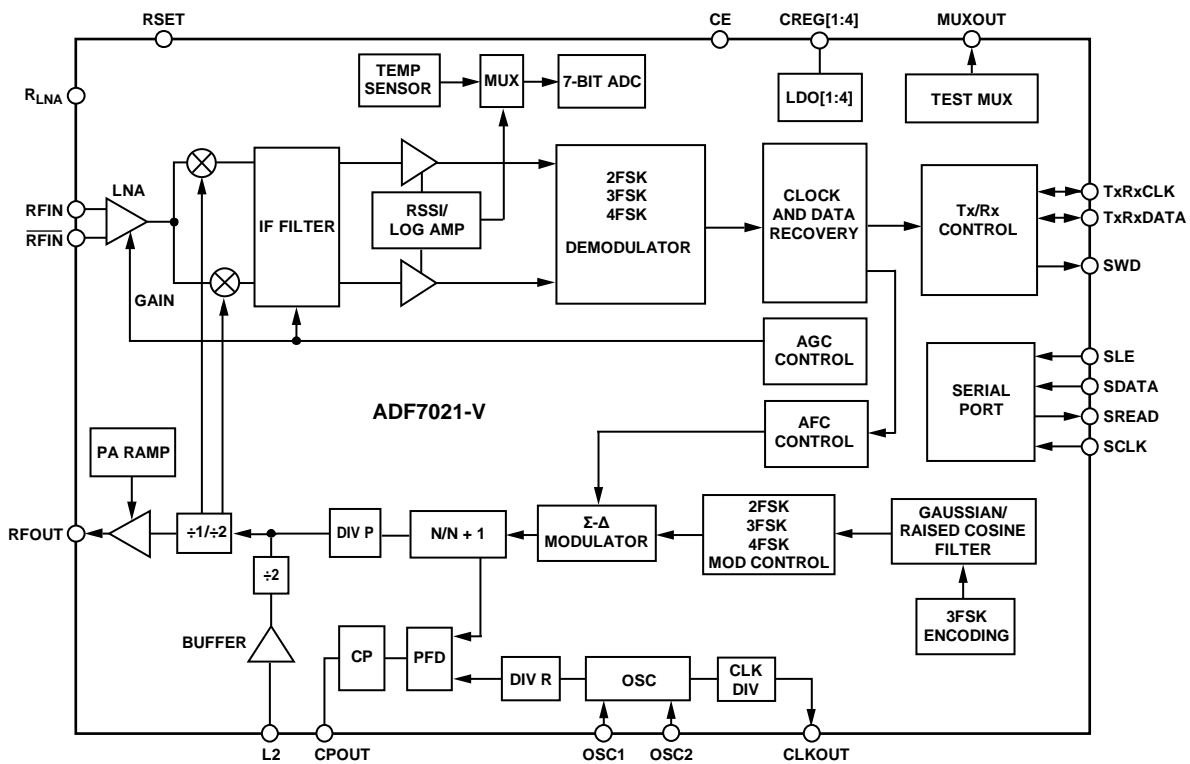 RSET
CE
CREG[1:4]
MUXOUT
TEMP
SENSOR
MUX
7-BIT ADC
LDO[1:4]
TEST MUX
RLNA
LNA
RFIN
RFIN
GAIN
IF FILTER
RSSI/
LOG AMP
2FSK
3FSK
4FSK
DEMODULATOR
CLOCK
AND DATA
RECOVERY
Tx/Rx
CONTROL
TxRxCLK
TxRxDATA
SWD
AGC
CONTROL
SERIAL
PORT
SLE
SDATA
SREAD
SCLK
ADF7021-V
AFC
CONTROL
PA RAMP
RFOUT
÷1/÷2
DIV P
N/N + 1
Σ-Δ
MODULATOR
2FSK
3FSK
4FSK
MOD CONTROL
GAUSSIAN/
RAISED COSINE
FILTER
÷2
3FSK
ENCODING
BUFFER
CP
PFD
DIV R
OSC
CLK
DIV
L2
CPOUT
OSC1
OSC2
CLKOUT